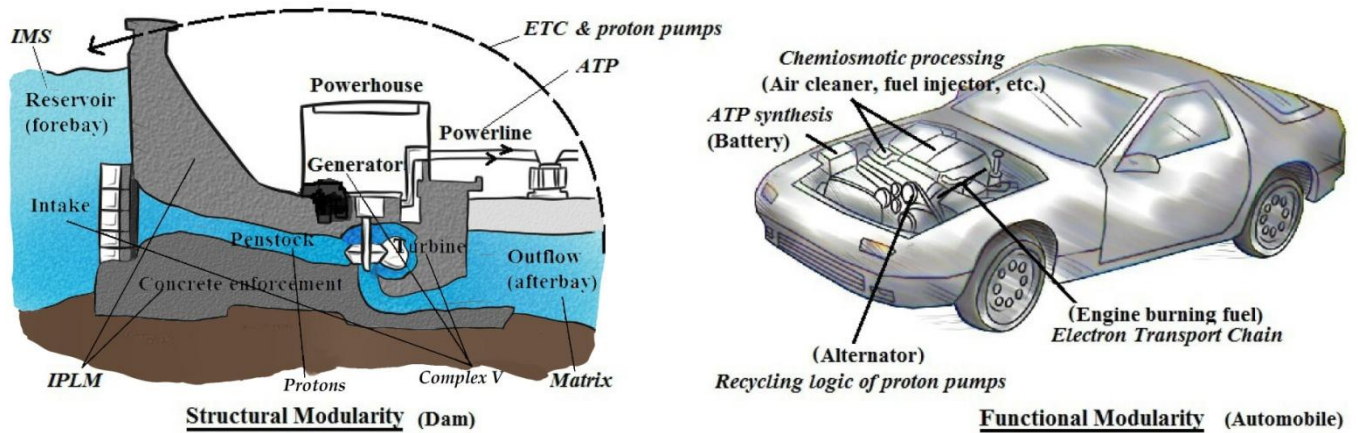 IMS
ETC & proton pumps
ATP
Reservoir
(forebay)
Powerhouse
Powerline
Generator
Intake
Penstock
Turbine
Outflow
(afterbay)
Concrete enforcement
IPLM
Protons
Complex V
Matrix
Structural Modularity (Dam)
Chemiosmotic processing
(Air cleaner, fuel injector, etc.)
ATP synthesis
(Battery)
(Engine burning fuel)
Electron Transport Chain
(Alternator)
Recycling logic of proton pumps
Functional Modularity (Automobile)